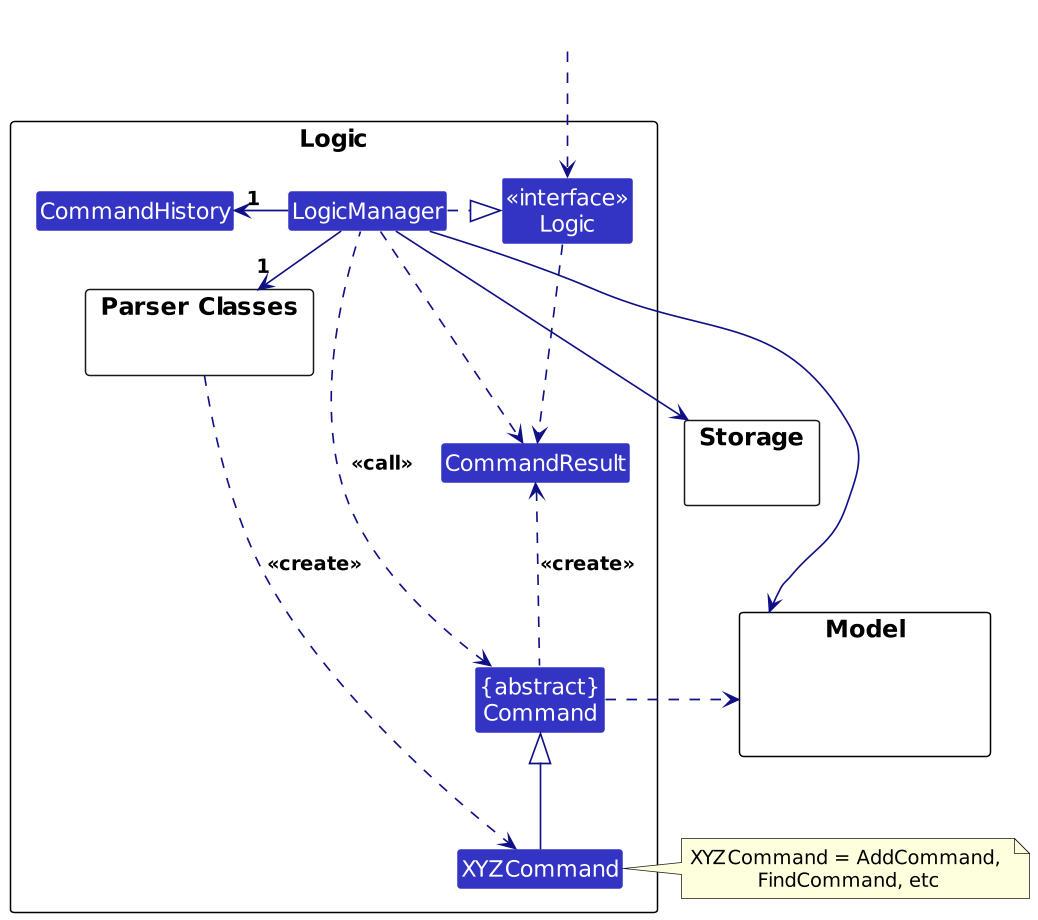 Logic
CommandHistory
1
LogicManager
«interface»
Logic
1
Parser Classes
Storage
«call»
CommandResult
«create»
«create»
Model
{abstract}
Command
XYZCommand
XYZCommand = AddCommand,
FindCommand, etc